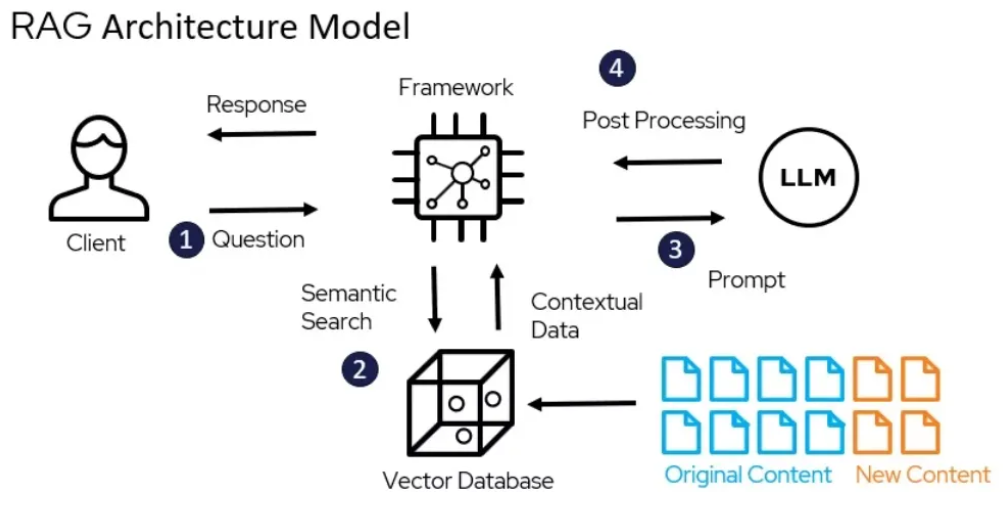 RAG Architecture Model
4
Framework
Response
Post Processing
LLM
Client
1
Question
3
Prompt
Semantic
Search
Contextual
Data
2
Vector Database
Original Content
New Content